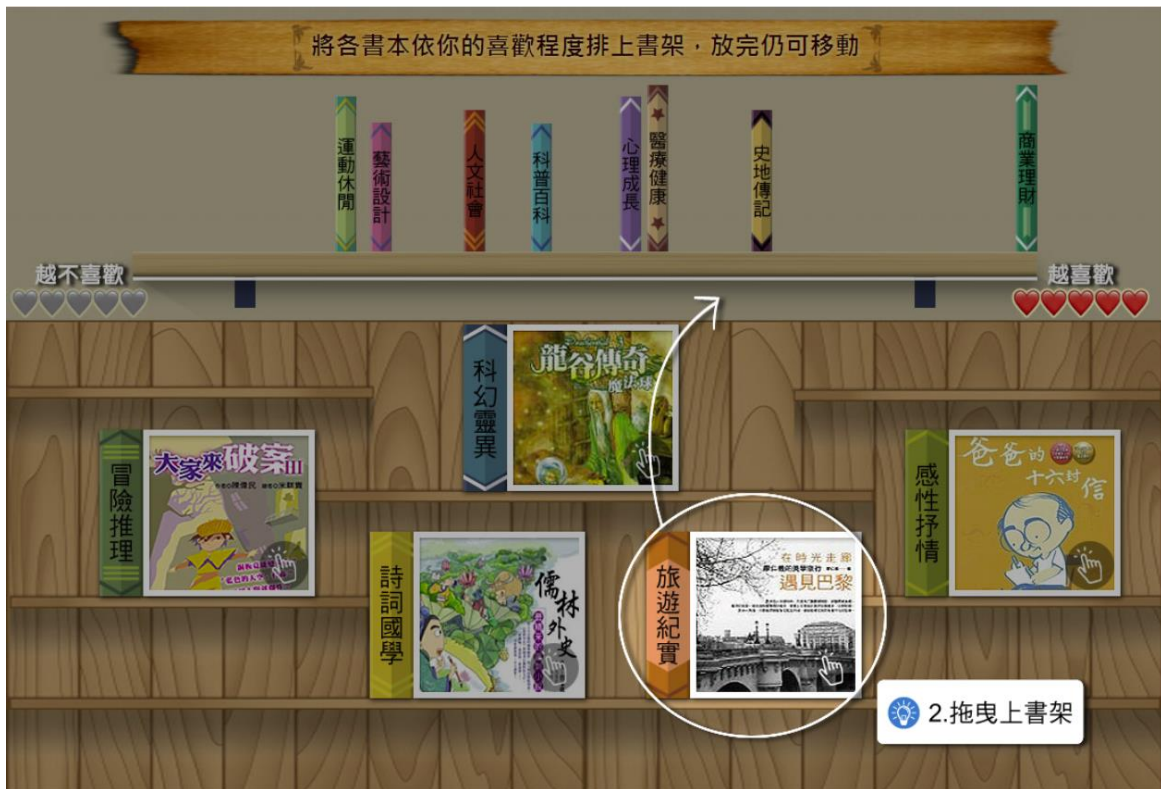 將各書本依你的喜歡程度排上書架，放完仍可移動
運動休閒
藝術設計
人文社會
科普百科
心理成長
醫療健康
史地傳記
商業理財
越不喜歡
越喜歡
科幻靈異
龍谷傳奇
魔法球
冒險推理
大家來破案III
感性抒情
爸爸的
十六封
信
詩詞國學
儒林外史
旅遊紀實
在時光走廊
遇見巴黎
2.拖曳上書架